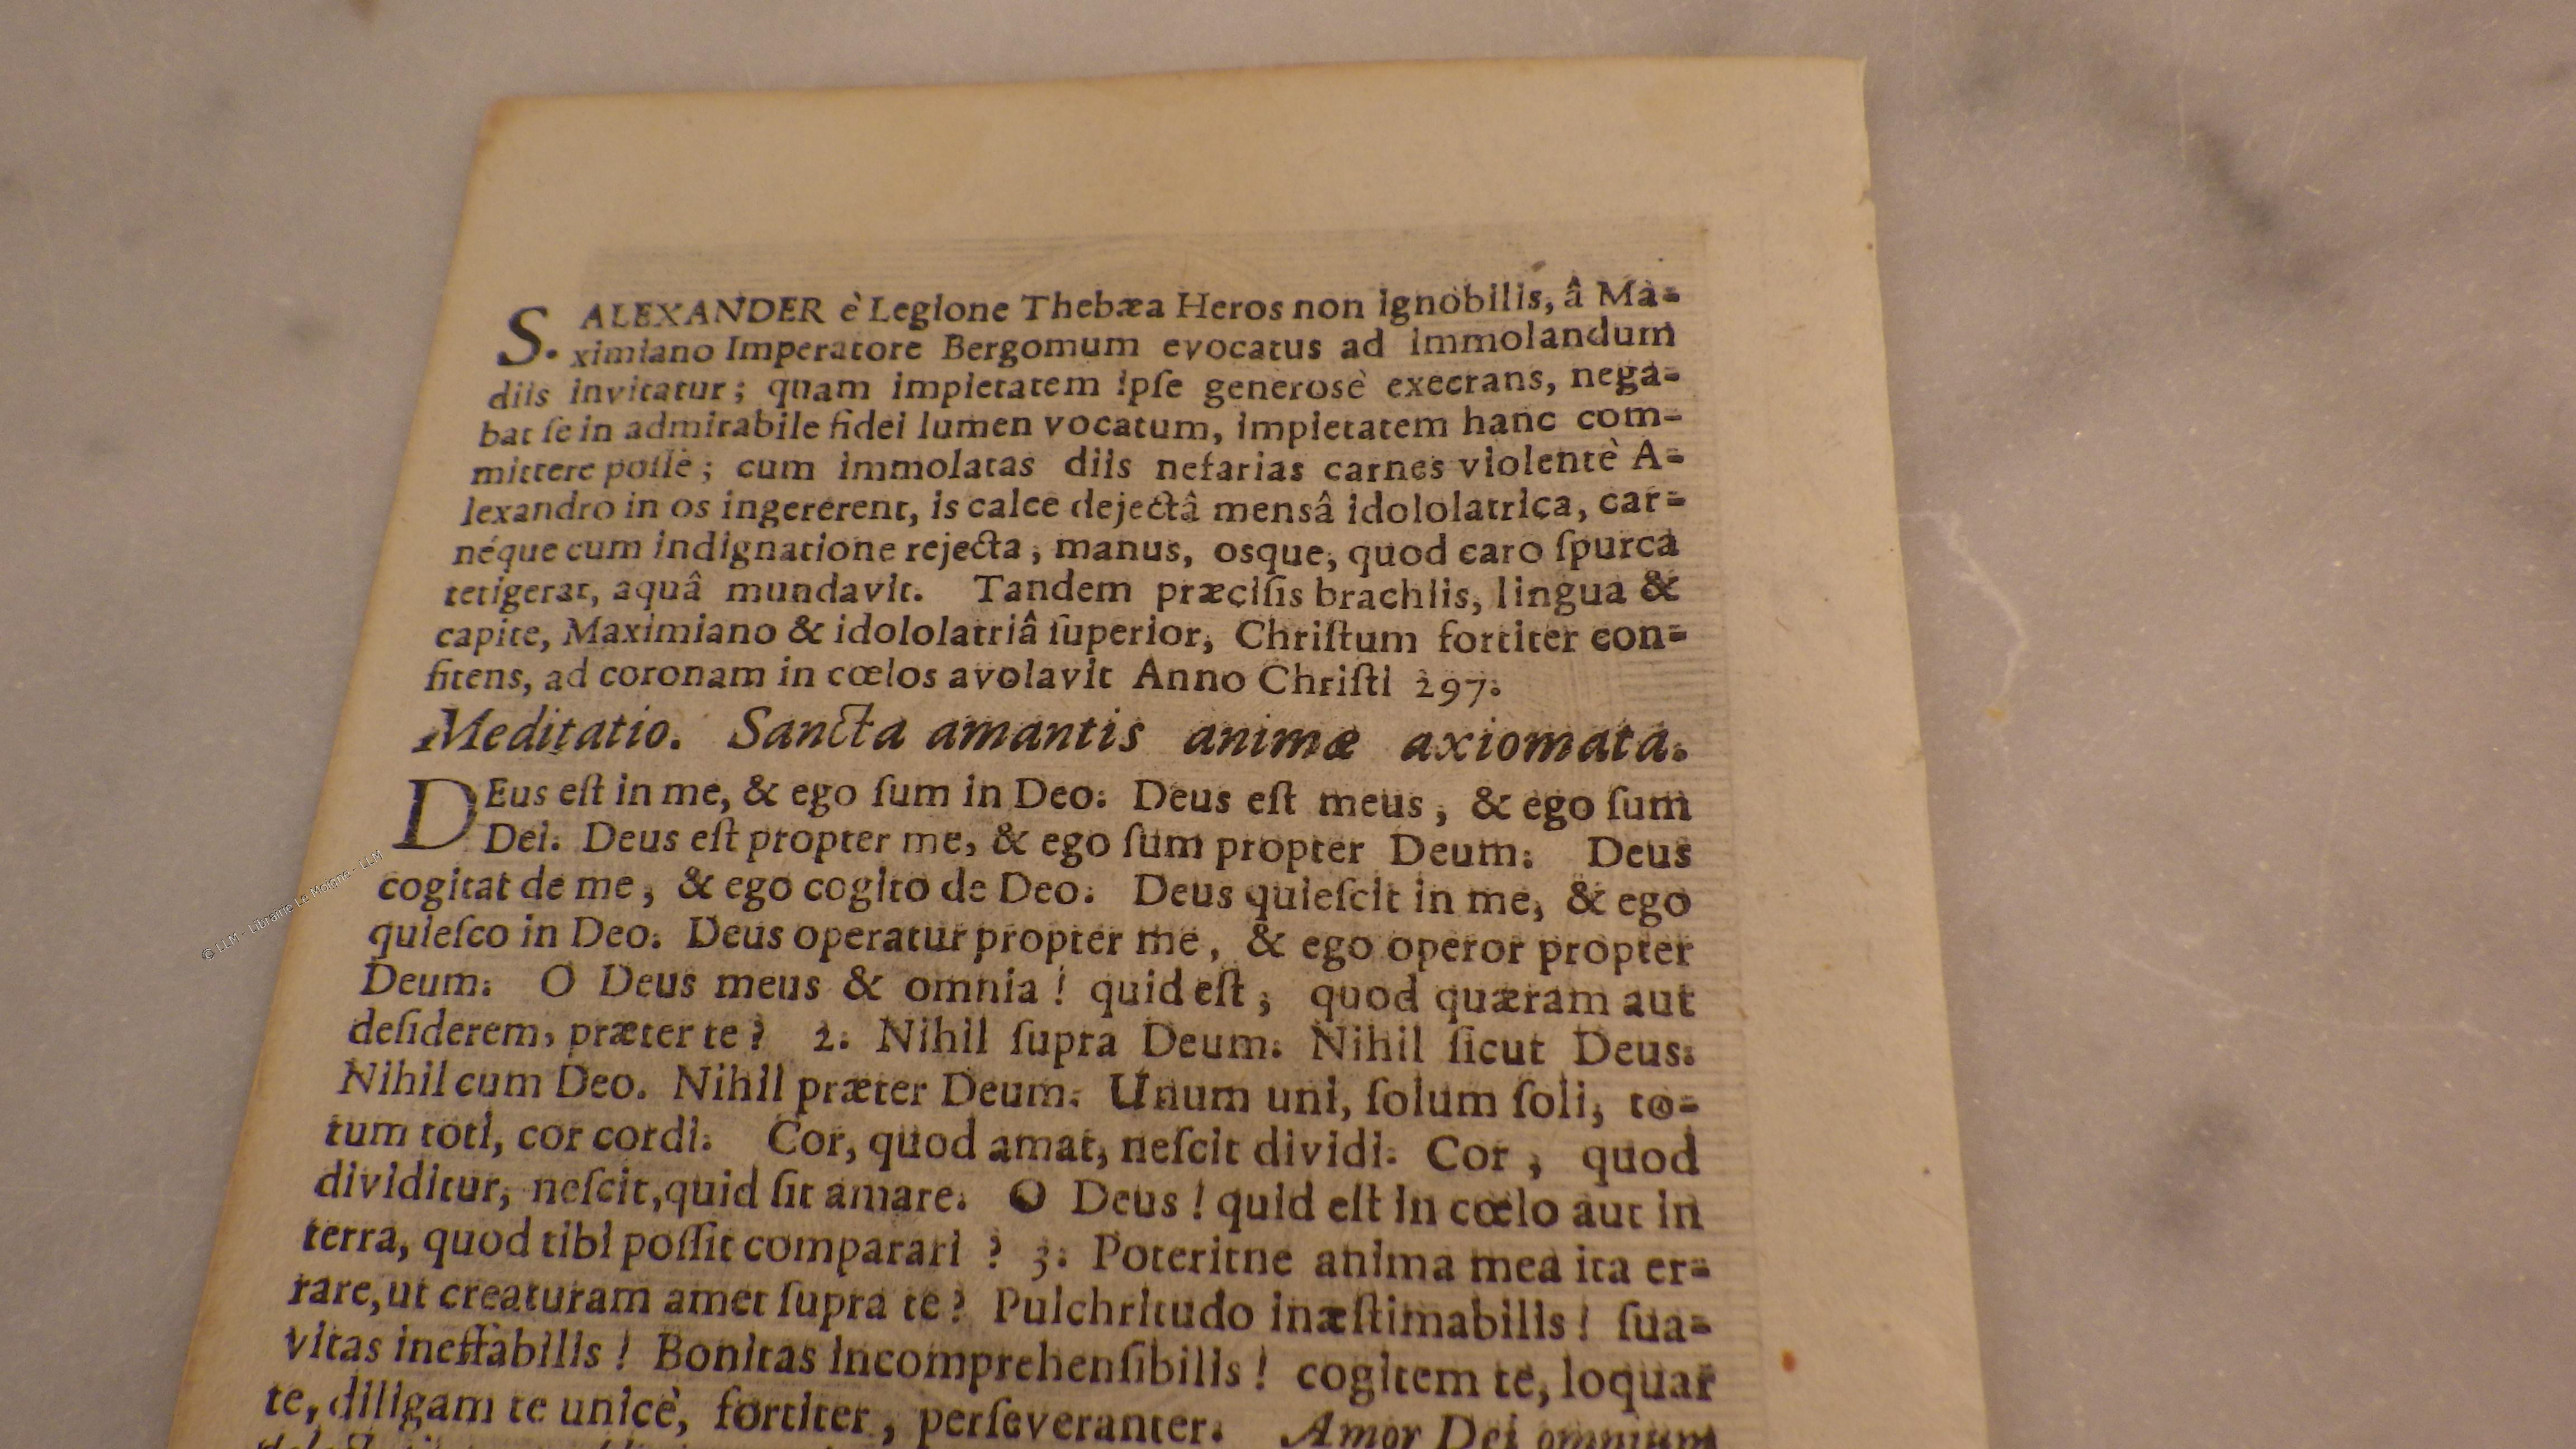 S. ALEXANDER è Legione Thebæa Heros non ignobilis, â Ma-
ximiano Imperatore Bergomum evocatus ad immolandum
diis invitatur; quam impietatem ipſe generosè execrans, nega-
bat ſe in admirabile fidei lumen vocatum, impietatem hanc com-
mittere poſſe; cum immolatas diis nefarias carnes violentè A-
lexandro in os ingererent, is calce dejectâ mensâ idololatrica, car-
néque cum indignatione rejecta, manus, osque, quod caro ſpurca
tetigerat, aquâ mundavit. Tandem præciſis brachiis, lingua &
capite, Maximiano & idololatriâ ſuperior, Chriſtum fortiter con-
fitens, ad coronam in cœlos avolavit Anno Chriſti 297.
Meditatio. Sancta amantis animæ axiomata.
DEus eſt in me, & ego ſum in Deo. Deus eſt meus, & ego ſum
Dei. Deus eſt propter me, & ego ſum propter Deum. Deus
cogitat de me, & ego cogito de Deo. Deus quieſcit in me, & ego
quieſco in Deo. Deus operatur propter me, & ego operor propter
Deum. O Deus meus & omnia! quid eſt, quod quæram aut
deſiderem, præter te? 2. Nihil ſupra Deum. Nihil ſicut Deus.
Nihil cum Deo. Nihil præter Deum. Unum uni, ſolum ſoli, to-
tum toti, cor cordi. Cor, quod amat, neſcit dividi. Cor, quod
dividitur, neſcit, quid ſit amare. O Deus! quid eſt in cœlo aut in
terra, quod tibi poſſit comparari? 3. Poteritne anima mea ita er-
rare, ut creaturam amet ſupra te? Pulchritudo inæſtimabilis! ſua-
vitas ineffabilis! Bonitas incomprehenſibilis! cogitem te, loquar
te, diligam te unicè, fortiter, perſeveranter. Amor Dei omnium
© LLM - Librairie Le Moigne - LLM